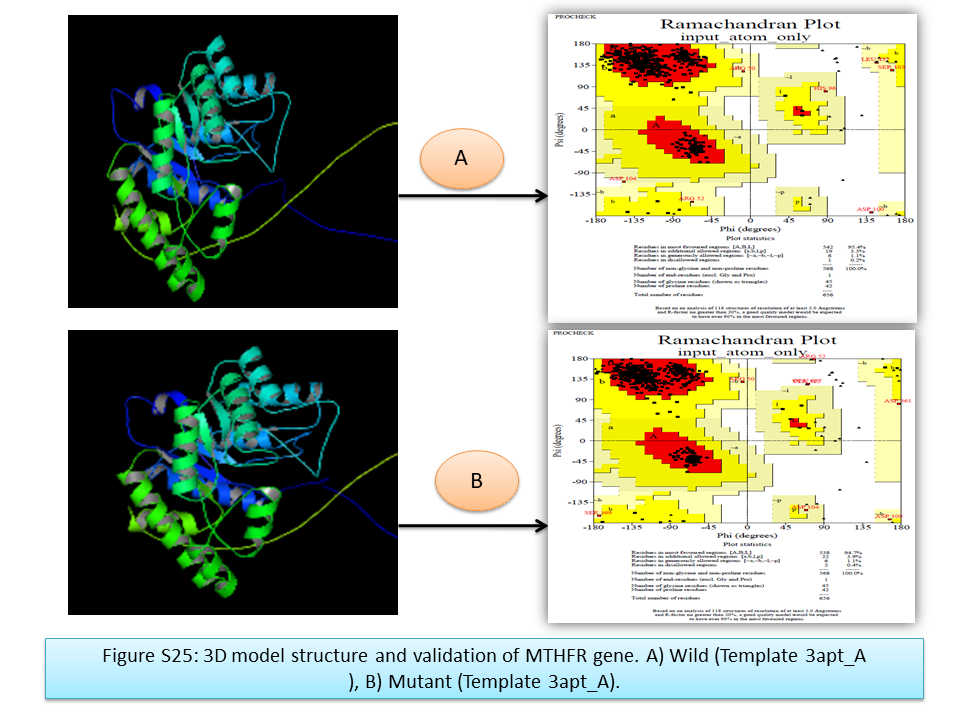 PROCHECK
Ramachandran Plot
input_atom_only
180
135
90
45
0
-45
-90
-135
-180
-135
-90
-45
0
45
90
135
180
Psi (degrees)
Phi (degrees)
B
A
L
b
a
l
p
~b
~a
~l
~p
ARG 50
SER 103
HIS 96
ASP 104
ARG 52
Plot statistics
Residues in most favoured regions [A,B,L] 542 95.4%
Residues in additional allowed regions [a,b,l,p] 19 3.3%
Residues in generously allowed regions [~a,~b,~l,~p] 6 1.1%
Residues in disallowed regions 1 0.2%
Number of non-glycine and non-proline residues 568 100.0%
Number of end-residues (excl. Gly and Pro) 1
Number of glycine residues (shown as triangles) 45
Number of proline residues 42
Total number of residues 656
Based on an analysis of 118 structures of resolution of at least 2.0 Angstroms
and R-factor no greater than 20%, a good quality model would be expected
to have over 90% in the most favoured regions.
A
PROCHECK
Ramachandran Plot
input_atom_only
ARG 52
180
135
90
45
0
-45
-90
-135
-180
-135
-90
-45
0
45
90
135
180
Psi (degrees)
Phi (degrees)
A
b
a
l
p
~b
~a
~l
~p
ARG 50
Plot statistics
Residues in most favoured regions [A,B,L] 538 94.7%
Residues in additional allowed regions [a,b,l,p] 22 3.9%
Residues in generously allowed regions [~a,~b,~l,~p] 6 1.1%
Residues in disallowed regions 2 0.4%
Number of non-glycine and non-proline residues 568 100.0%
Number of end-residues (excl. Gly and Pro) 1
Number of glycine residues (shown as triangles) 45
Number of proline residues 42
Total number of residues 656
Based on an analysis of 118 structures of resolution of at least 2.0 Angstroms
and R-factor no greater than 20%, a good quality model would be expected
to have over 90% in the most favoured regions.
B
Figure S25: 3D model structure and validation of MTHFR gene. A) Wild (Template 3apt_A
), B) Mutant (Template 3apt_A).